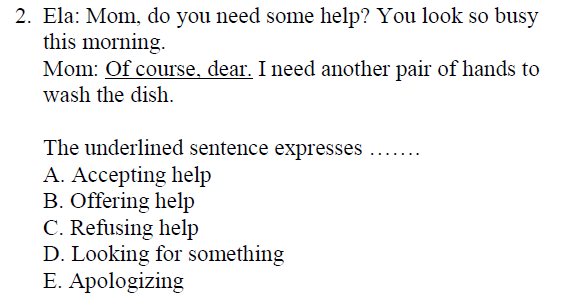 2. Ela: Mom, do you need some help? You look so busy
this morning.
Mom: Of course, dear. I need another pair of hands to
wash the dish.
The underlined sentence expresses .......
A. Accepting help
B. Offering help
C. Refusing help
D. Looking for something
E. Apologizing